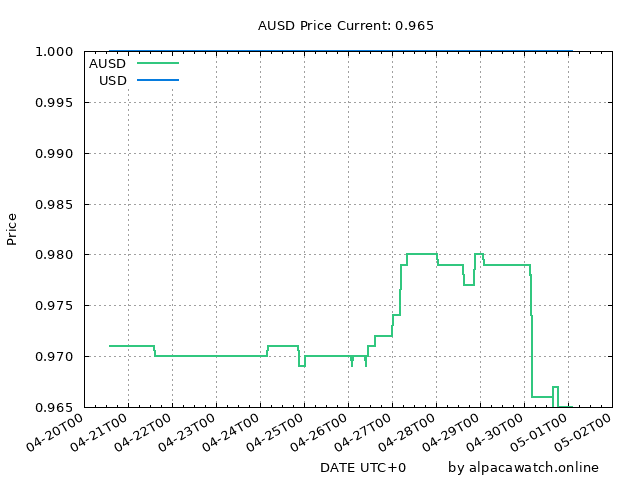 AUSD Price Current: 0.965
1.000
0.995
0.990
0.985
0.980
0.975
0.970
0.965
Price
AUSD
USD
04-20T00
04-21T00
04-22T00
04-23T00
04-24T00
04-25T00
04-26T00
04-27T00
04-28T00
04-29T00
04-30T00
05-01T00
05-02T00
DATE UTC+0
by alpacawatch.online